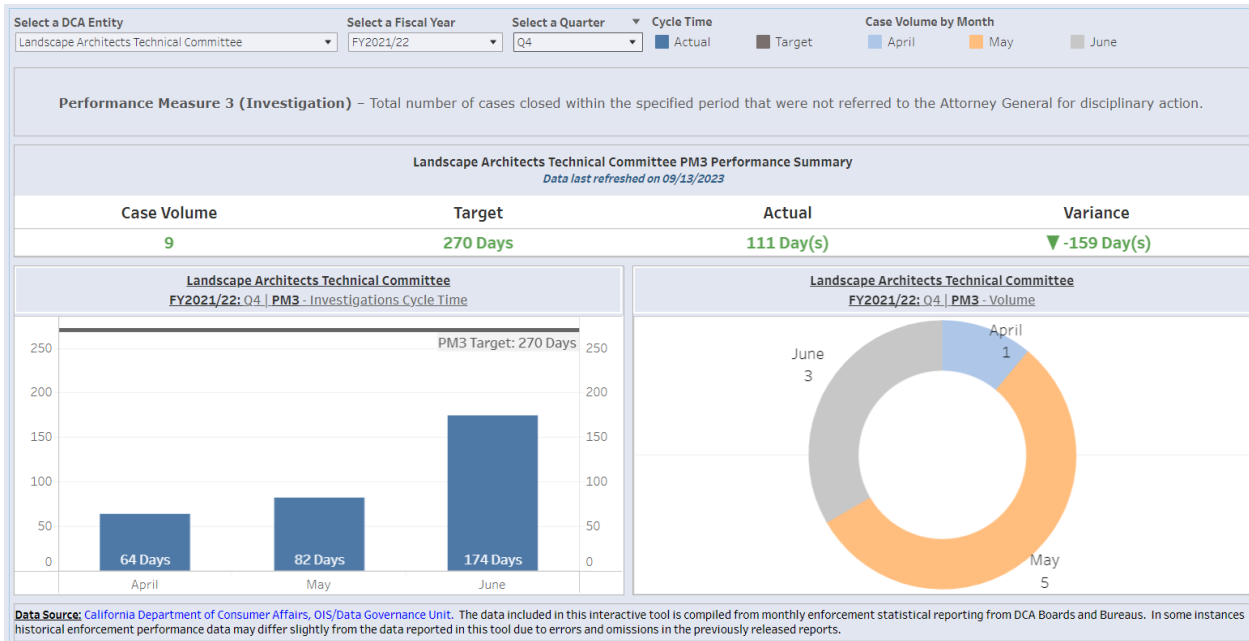 Select a DCA Entity
Landscape Architects Technical Committee
Select a Fiscal Year
FY2021/22
Select a Quarter
Q4
Cycle Time
Actual
Target
Case Volume by Month
April
May
June
Performance Measure 3 (Investigation) – Total number of cases closed within the specified period that were not referred to the Attorney General for disciplinary action.
Landscape Architects Technical Committee PM3 Performance Summary
Data last refreshed on 09/13/2023
Case Volume Target Actual Variance
9 270 Days 111 Day(s) ▼ -159 Day(s)
Landscape Architects Technical Committee
FY2021/22: Q4 | PM3 - Investigations Cycle Time
PM3 Target: 270 Days
250 250
200 200
150 150
100 100
50 50
0 0
64 Days 82 Days 174 Days
April May June
Landscape Architects Technical Committee
FY2021/22: Q4 | PM3 - Volume
April
1
June
3
May
5
Data Source: California Department of Consumer Affairs, OIS/Data Governance Unit. The data included in this interactive tool is compiled from monthly enforcement statistical reporting from DCA Boards and Bureaus. In some instances
historical enforcement performance data may differ slightly from the data reported in this tool due to errors and omissions in the previously released reports.